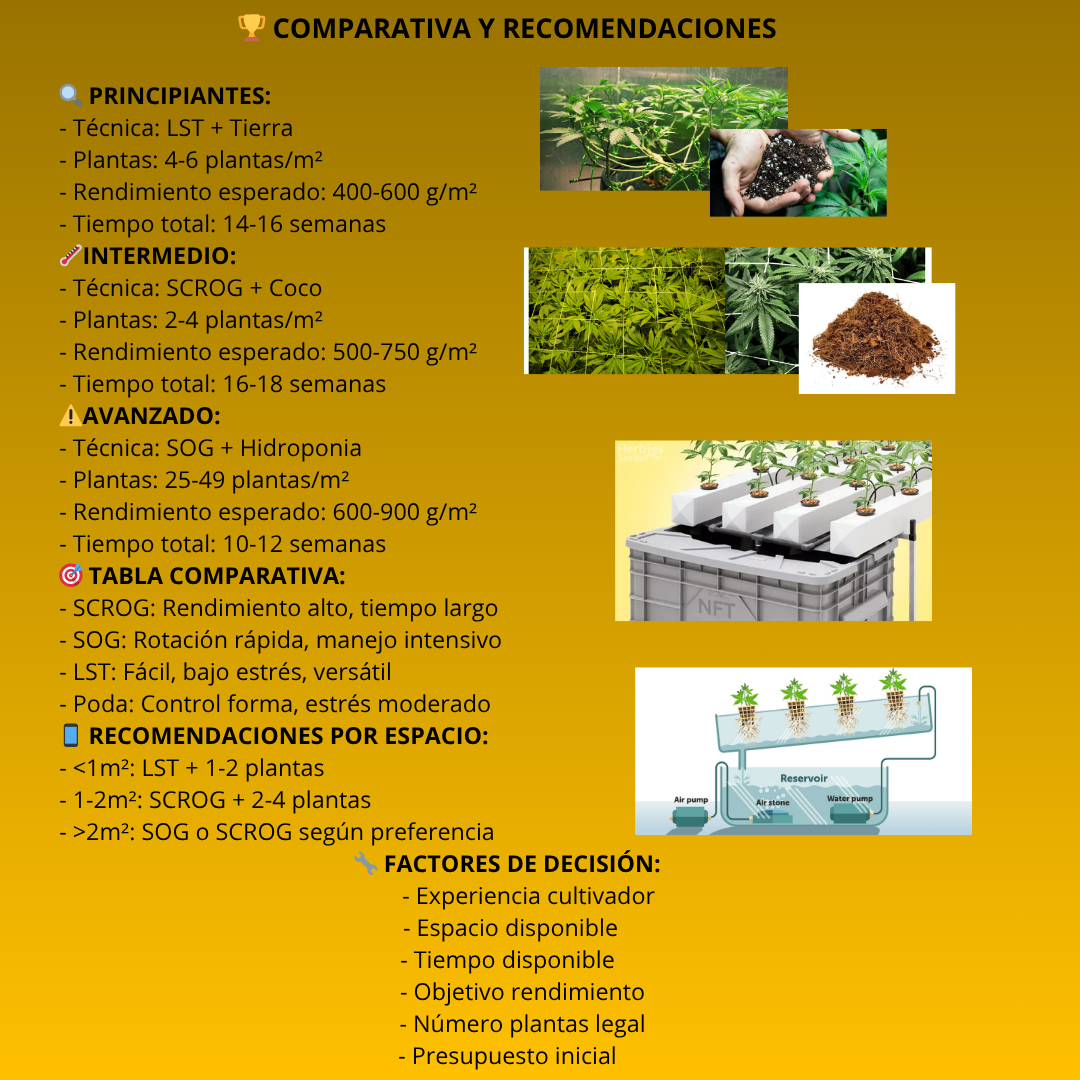 🏆 COMPARATIVA Y RECOMENDACIONES
🔍 PRINCIPIANTES:
- Técnica: LST + Tierra
- Plantas: 4-6 plantas/m²
- Rendimiento esperado: 400-600 g/m²
- Tiempo total: 14-16 semanas
🌡️INTERMEDIO:
- Técnica: SCROG + Coco
- Plantas: 2-4 plantas/m²
- Rendimiento esperado: 500-750 g/m²
- Tiempo total: 16-18 semanas
⚠️AVANZADO:
- Técnica: SOG + Hidroponia
- Plantas: 25-49 plantas/m²
- Rendimiento esperado: 600-900 g/m²
- Tiempo total: 10-12 semanas
🎯 TABLA COMPARATIVA:
- SCROG: Rendimiento alto, tiempo largo
- SOG: Rotación rápida, manejo intensivo
- LST: Fácil, bajo estrés, versátil
- Poda: Control forma, estrés moderado
📱 RECOMENDACIONES POR ESPACIO:
- <1m²: LST + 1-2 plantas
- 1-2m²: SCROG + 2-4 plantas
- >2m²: SOG o SCROG según preferencia
🔧 FACTORES DE DECISIÓN:
- Experiencia cultivador
- Espacio disponible
- Tiempo disponible
- Objetivo rendimiento
- Número plantas legal
- Presupuesto inicial
Herbies
Seeds
NFT
Reservoir
Air pump
Air stone
Water pump